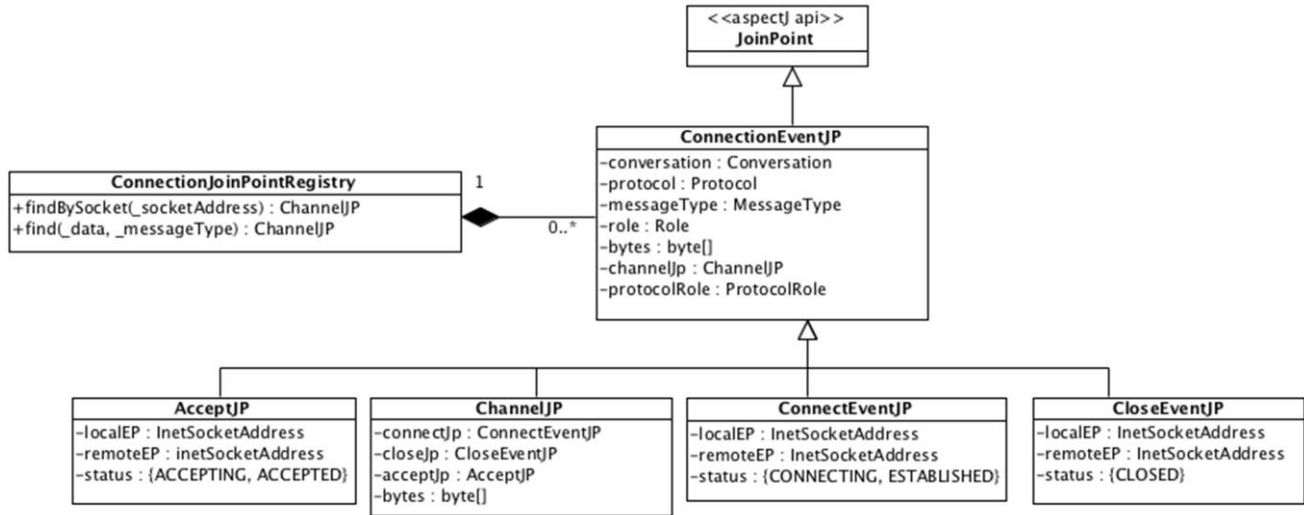 <<aspectJ api>>
JoinPoint
ConnectionEventJP
-conversation : Conversation
-protocol : Protocol
-messageType : MessageType
-role : Role
-bytes : byte[]
-channelJp : ChannelJP
-protocolRole : ProtocolRole
ConnectionJoinPointRegistry
+findBySocket(_socketAddress) : ChannelJP
+find(_data, _messageType) : ChannelJP
1
0..*
AcceptJP
-localEP : InetSocketAddress
-remoteEP : inetSocketAddress
-status : {ACCEPTING, ACCEPTED}
ChannelJP
-connectJp : ConnectEventJP
-closeJp : CloseEventJP
-acceptJp : AcceptJP
-bytes : byte[]
ConnectEventJP
-localEP : InetSocketAddress
-remoteEP : InetSocketAddress
-status : {CONNECTING, ESTABLISHED}
CloseEventJP
-localEP : InetSocketAddress
-remoteEP : InetSocketAddress
-status : {CLOSED}